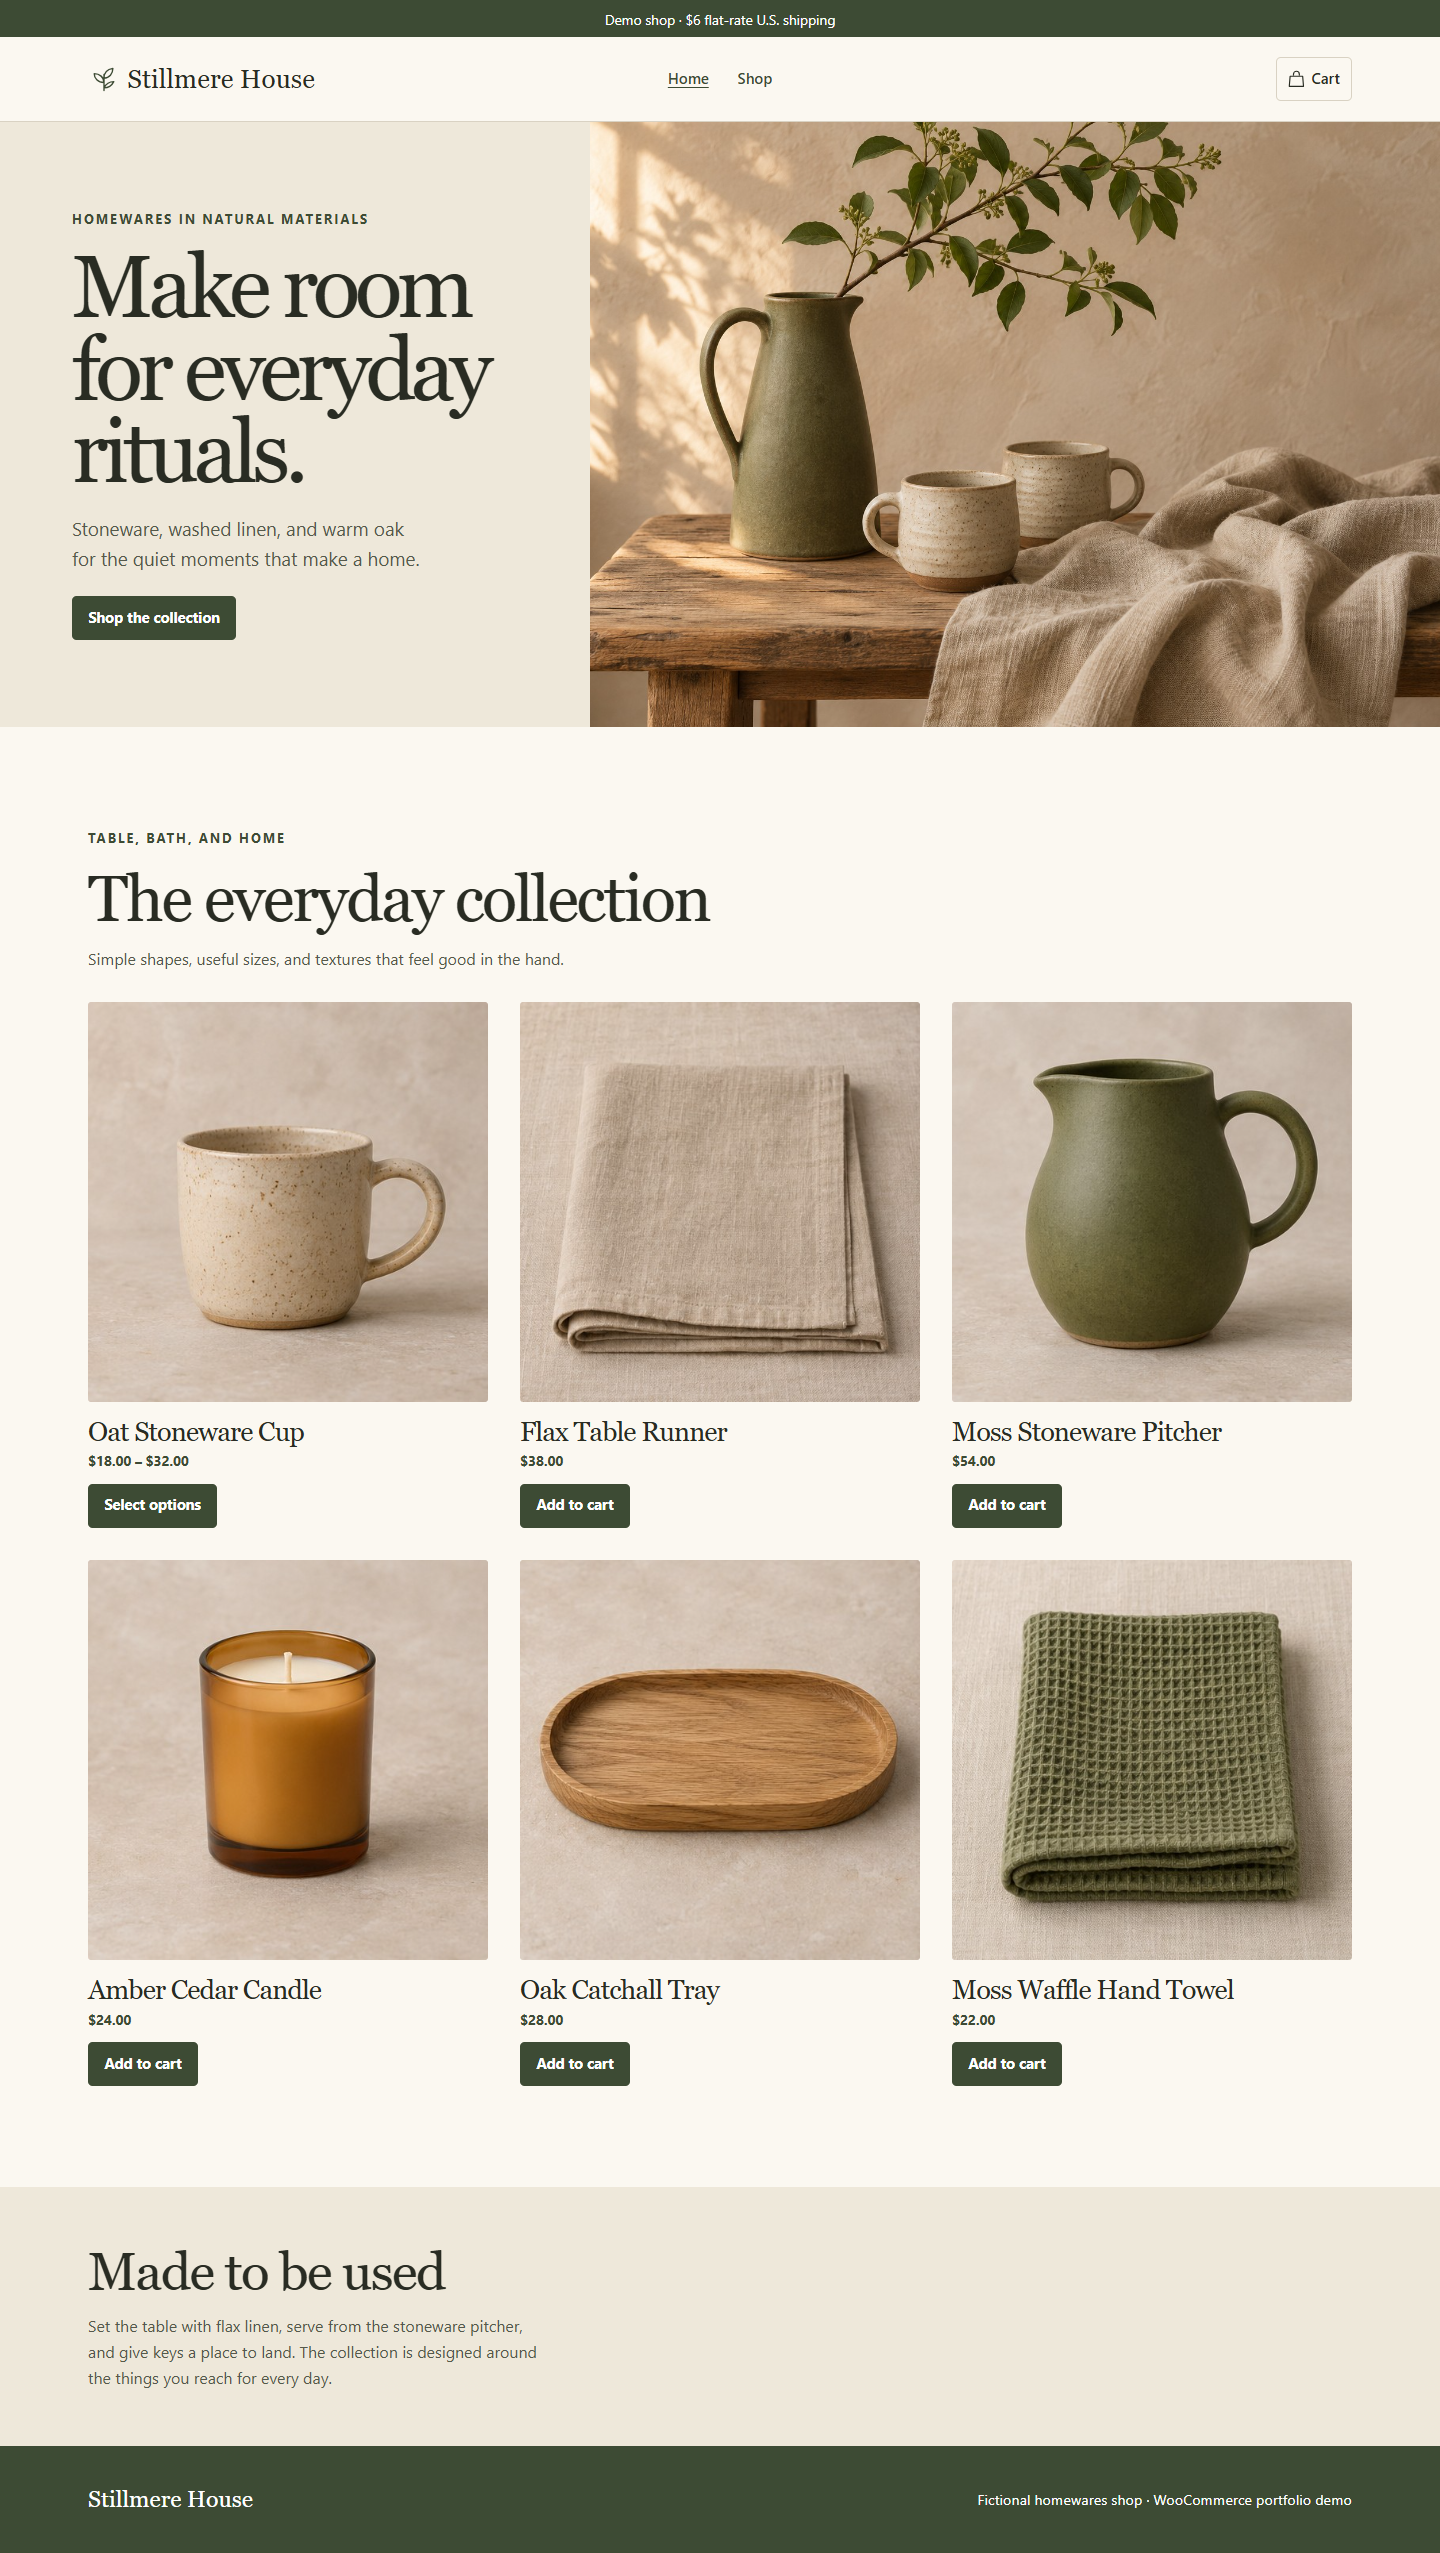 Demo shop · $6 flat-rate U.S. shipping
Stillmere House
Home
Shop
Cart
HOMEWARES IN NATURAL MATERIALS
Make room
for everyday
rituals.
Stoneware, washed linen, and warm oak
for the quiet moments that make a home.
Shop the collection
TABLE, BATH, AND HOME
The everyday collection
Simple shapes, useful sizes, and textures that feel good in the hand.
Oat Stoneware Cup
$18.00 – $32.00
Select options
Flax Table Runner
$38.00
Add to cart
Moss Stoneware Pitcher
$54.00
Add to cart
Amber Cedar Candle
$24.00
Add to cart
Oak Catchall Tray
$28.00
Add to cart
Moss Waffle Hand Towel
$22.00
Add to cart
Made to be used
Set the table with flax linen, serve from the stoneware pitcher,
and give keys a place to land. The collection is designed around
the things you reach for every day.
Stillmere House
Fictional homewares shop · WooCommerce portfolio demo